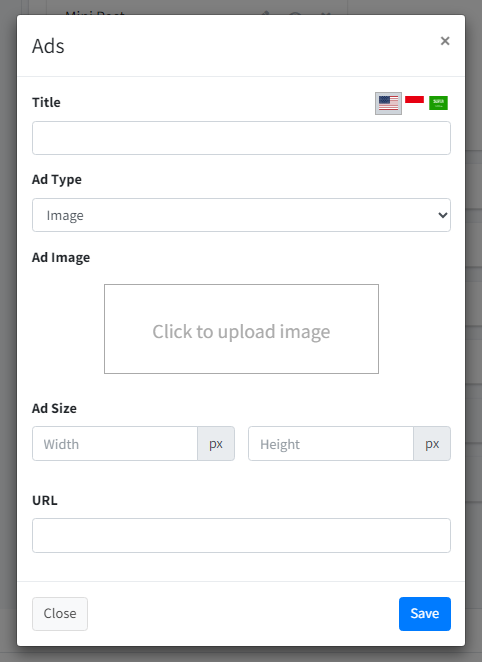 Mini Post
Ads
×
Title
Ad Type
Image
Ad Image
Click to upload image
Ad Size
Width px Height px
URL
Close Save